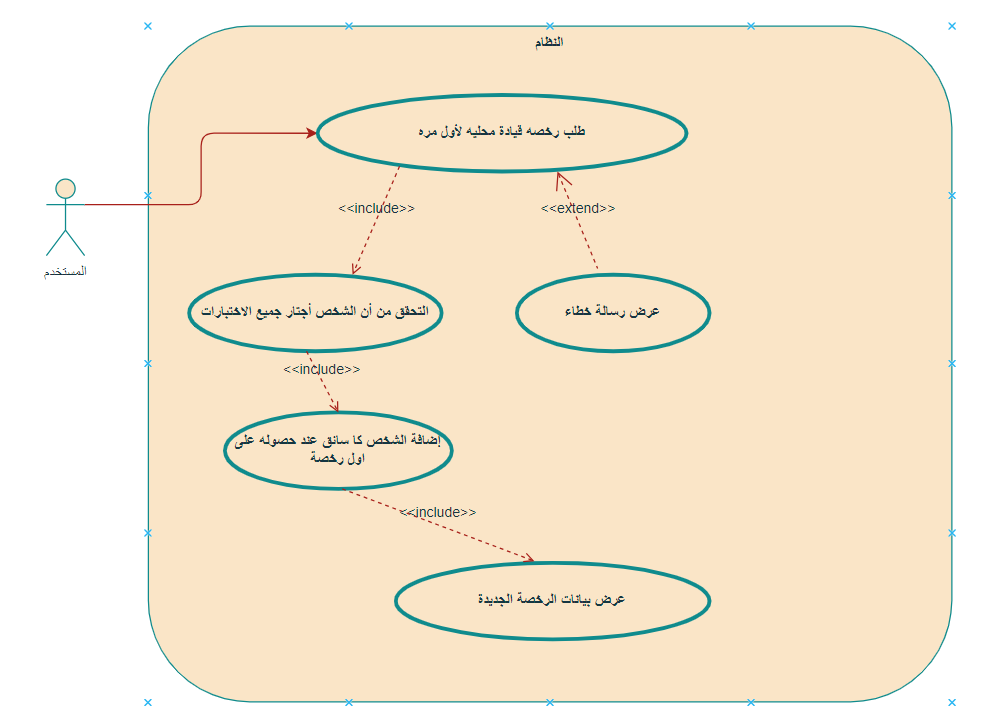 النظام
طلب رخصه قيادة محليه لأول مره
<<include>>
<<extend>>
المستخدم
التحقق من أن الشخص أجتار جميع الاختبارات
عرض رسالة خطاء
<<include>>
إضافة الشخص كا سانق عند حصوله على
اول رخصة
<<include>>
عرض بيانات الرخصة الجديدة